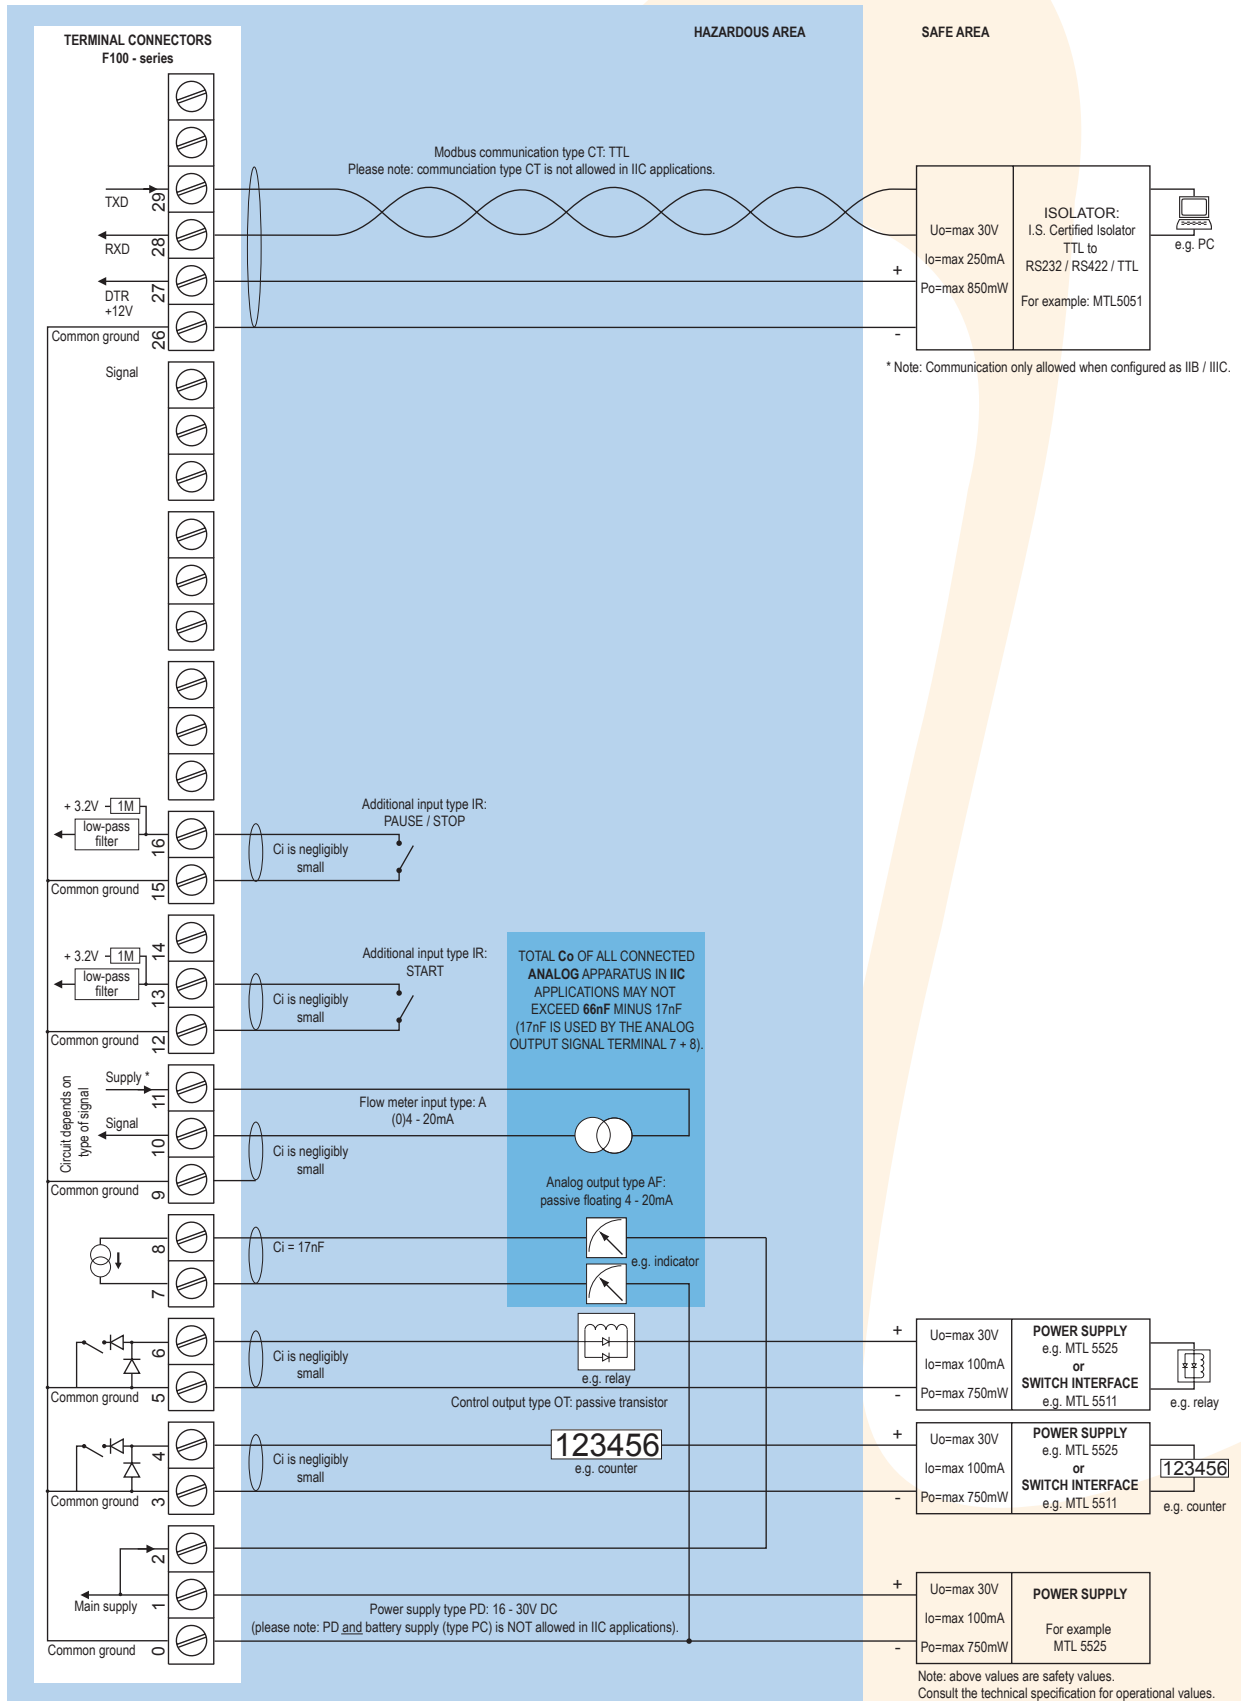 HAZARDOUS AREA
SAFE AREA
TERMINAL CONNECTORS
F100 - series
Modbus communication type CT: TTL
Please note: communciation type CT is not allowed in IIC applications.
TXD
29
RXD
28
DTR
+12V
27
Common ground
26
+
-
Uo=max 30V
Io=max 250mA
Po=max 850mW
ISOLATOR:
I.S. Certified Isolator
TTL to
RS232 / RS422 / TTL
For example: MTL5051
e.g. PC
* Note: Communication only allowed when configured as IIB / IIIC.
Signal
+ 3.2V
1M
low-pass
filter
16
Common ground
15
Ci is negligibly
small
Additional input type IR:
PAUSE / STOP
14
+ 3.2V
1M
low-pass
filter
13
Common ground
12
Ci is negligibly
small
Additional input type IR:
START
TOTAL Co OF ALL CONNECTED
ANALOG APPARATUS IN IIC
APPLICATIONS MAY NOT
EXCEED 66nF MINUS 17nF
(17nF IS USED BY THE ANALOG
OUTPUT SIGNAL TERMINAL 7 + 8).
Circuit depends on
type of signal
Supply *
11
Signal
10
Common ground
9
Flow meter input type: A
(0)4 - 20mA
Ci is negligibly
small
Analog output type AF:
passive floating 4 - 20mA
8
7
Ci = 17nF
e.g. indicator
6
Common ground
5
Ci is negligibly
small
e.g. relay
Control output type OT: passive transistor
+
-
Uo=max 30V
Io=max 100mA
Po=max 750mW
POWER SUPPLY
e.g. MTL 5525
or
SWITCH INTERFACE
e.g. MTL 5511
e.g. relay
4
Common ground
3
Ci is negligibly
small
123456
e.g. counter
+
-
Uo=max 30V
Io=max 100mA
Po=max 750mW
POWER SUPPLY
e.g. MTL 5525
or
SWITCH INTERFACE
e.g. MTL 5511
123456
e.g. counter
2
Main supply
1
Common ground
0
Power supply type PD: 16 - 30V DC
(please note: PD and battery supply (type PC) is NOT allowed in IIC applications).
+
-
Uo=max 30V
Io=max 100mA
Po=max 750mW
POWER SUPPLY
For example
MTL 5525
Note: above values are safety values.
Consult the technical specification for operational values.